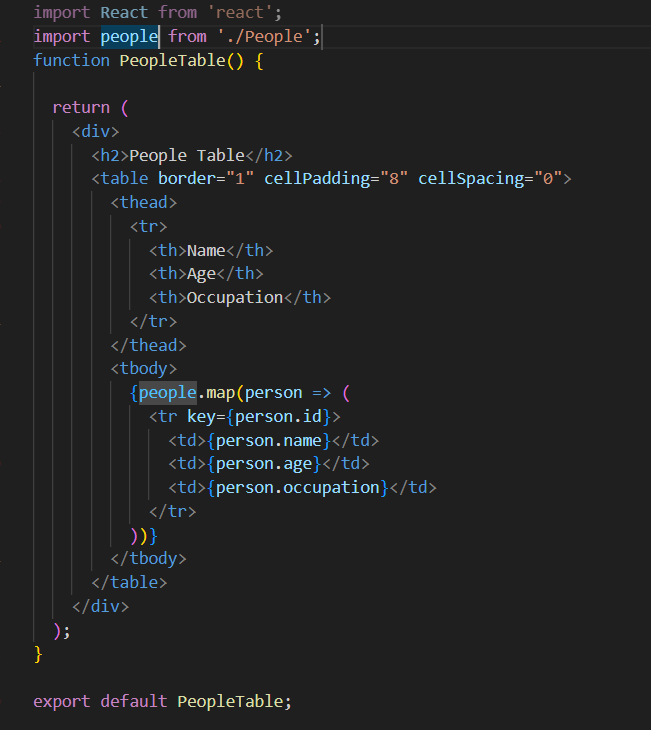 import React from 'react';
import people from './People';
function PeopleTable() {
return (
<div>
<h2>People Table</h2>
<table border="1" cellPadding="8" cellSpacing="0">
<thead>
<tr>
<th>Name</th>
<th>Age</th>
<th>Occupation</th>
</tr>
</thead>
<tbody>
{people.map(person => (
<tr key={person.id}>
<td>{person.name}</td>
<td>{person.age}</td>
<td>{person.occupation}</td>
</tr>
))}
</tbody>
</table>
</div>
);
}
export default PeopleTable;